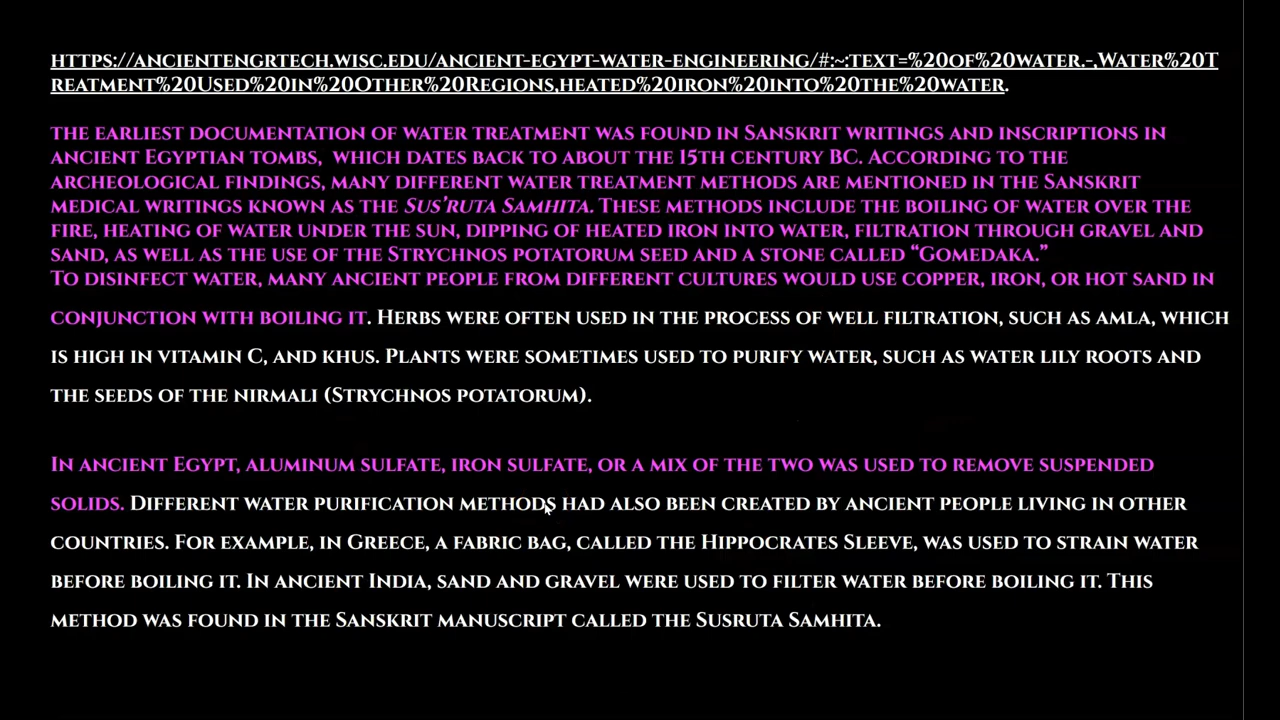 https://ancientengrtech.wisc.edu/ancient-egypt-water-engineering/#:~:text=%20of%20water.-,Water%20T
reatment%20Used%20in%20Other%20Regions,heated%20iron%20into%20the%20water.
the earliest documentation of water treatment was found in Sanskrit writings and inscriptions in
ancient Egyptian tombs, which dates back to about the 15th century BC. According to the
archeological findings, many different water treatment methods are mentioned in the Sanskrit
medical writings known as the Sus’ruta Samhita. These methods include the boiling of water over the
fire, heating of water under the sun, dipping of heated iron into water, filtration through gravel and
sand, as well as the use of the Strychnos potatorum seed and a stone called “Gomedaka.”
To disinfect water, many ancient people from different cultures would use copper, iron, or hot sand in
conjunction with boiling it. Herbs were often used in the process of well filtration, such as amla, which
is high in vitamin C, and khus. Plants were sometimes used to purify water, such as water lily roots and
the seeds of the nirmali (Strychnos potatorum).
In ancient Egypt, aluminum sulfate, iron sulfate, or a mix of the two was used to remove suspended
solids. Different water purification methods had also been created by ancient people living in other
countries. For example, in Greece, a fabric bag, called the Hippocrates Sleeve, was used to strain water
before boiling it. In ancient India, sand and gravel were used to filter water before boiling it. This
method was found in the Sanskrit manuscript called the Susruta Samhita.